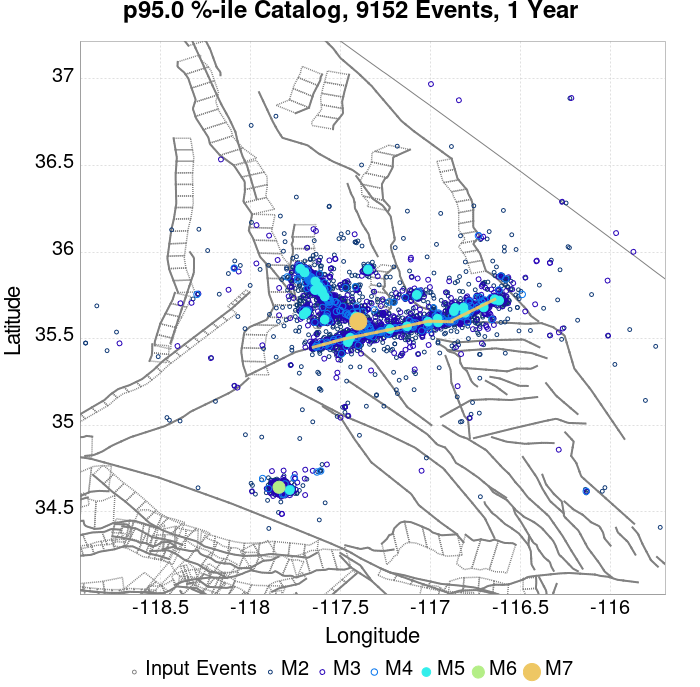 p95.0 %-ile Catalog, 9152 Events, 1 Year
37
36.5
36
35.5
35
34.5
Latitude
-118.5 -118 -117.5 -117 -116.5 -116
Longitude
Input Events M2 M3 M4 M5 M6 M7